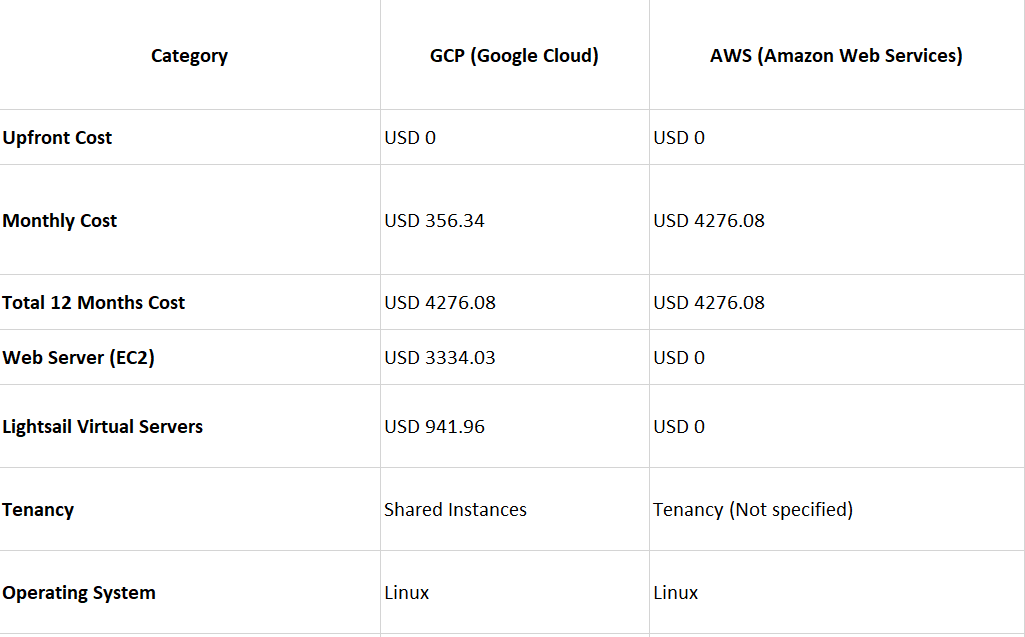 Category GCP (Google Cloud) AWS (Amazon Web Services)
Upfront Cost USD 0 USD 0
Monthly Cost USD 356.34 USD 4276.08
Total 12 Months Cost USD 4276.08 USD 4276.08
Web Server (EC2) USD 3334.03 USD 0
Lightsail Virtual Servers USD 941.96 USD 0
Tenancy Shared Instances Tenancy (Not specified)
Operating System Linux Linux